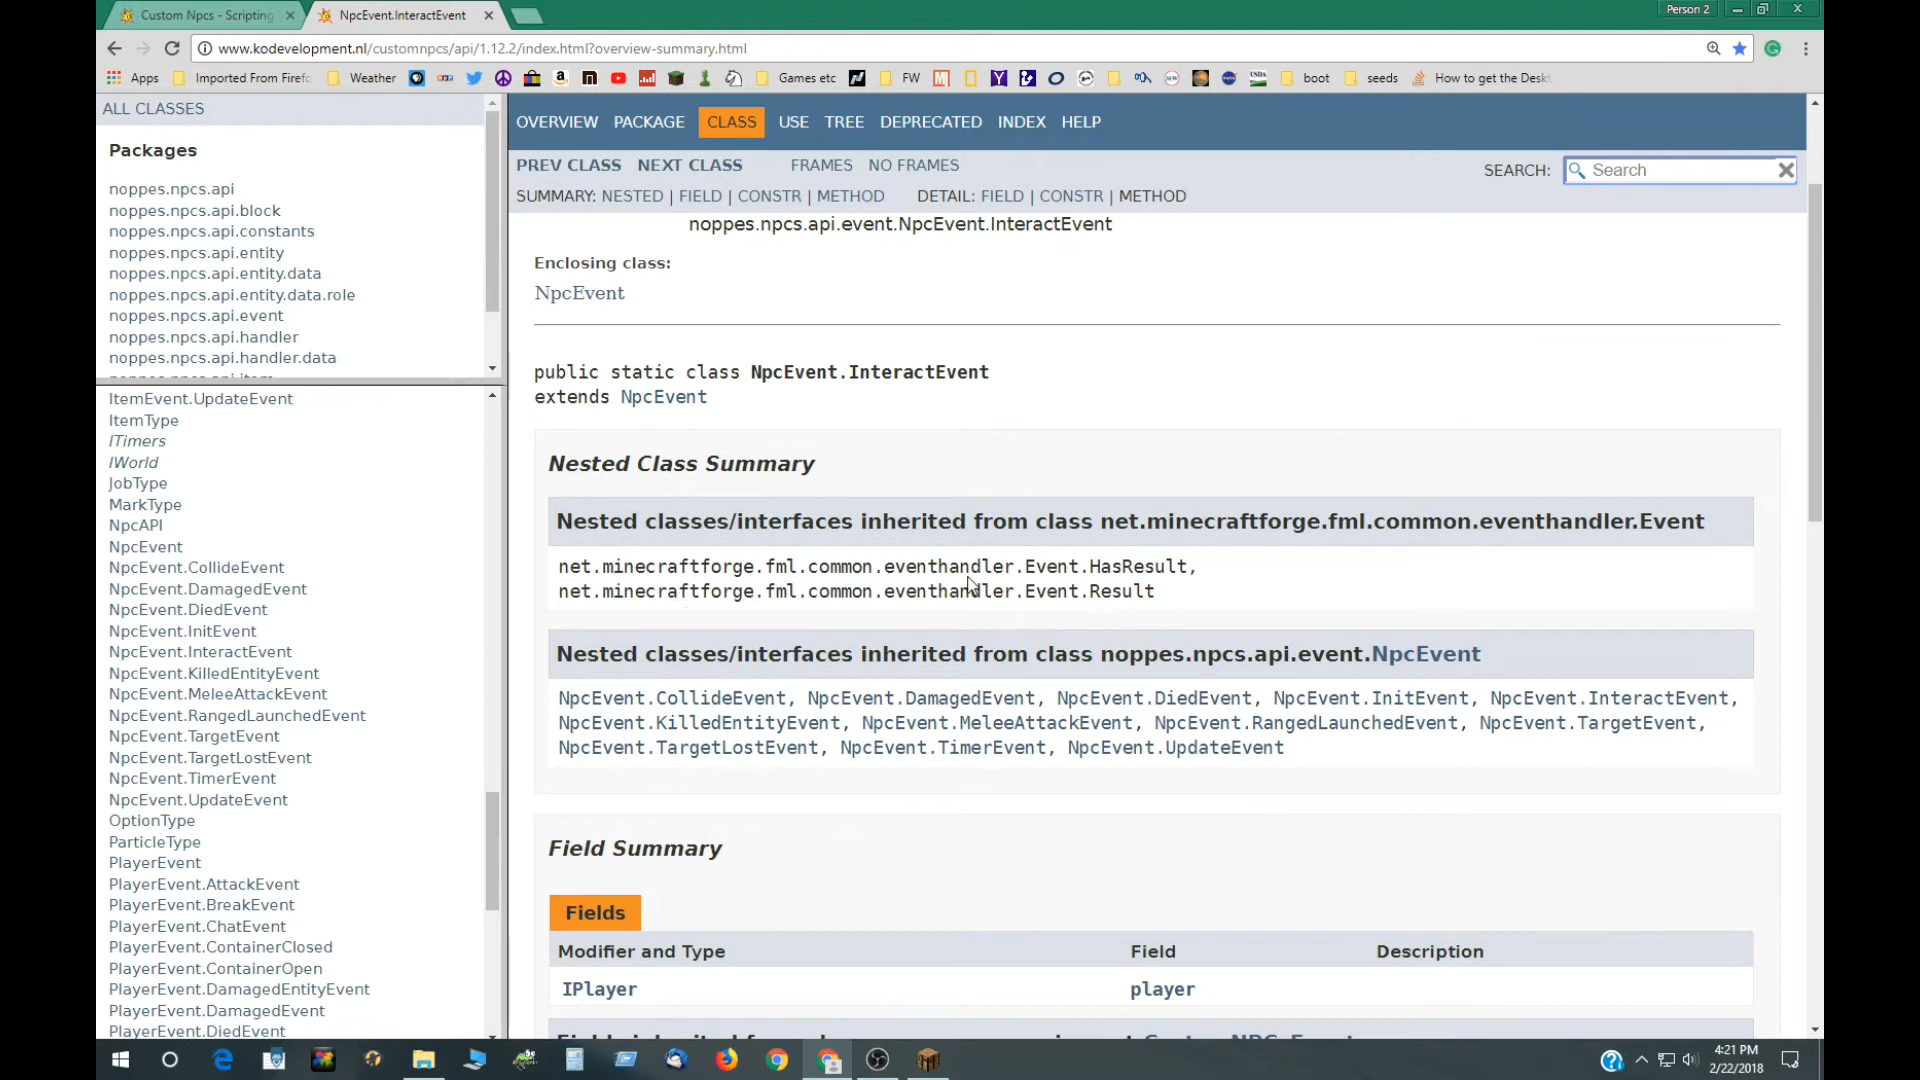 Custom Npcs - Scripting
NpcEvent.InteractEvent
Person 2
www.kodevelopment.nl/customnpcs/api/1.12.2/index.html?overview-summary.html
Apps
Imported From Firefo
Weather
Games etc
FW
boot
seeds
How to get the Deskt
ALL CLASSES
Packages
noppes.npcs.api
noppes.npcs.api.block
noppes.npcs.api.constants
noppes.npcs.api.entity
noppes.npcs.api.entity.data
noppes.npcs.api.entity.data.role
noppes.npcs.api.event
noppes.npcs.api.handler
noppes.npcs.api.handler.data
noppes.npcs.api.item
ItemEvent.UpdateEvent
ItemType
ITimers
IWorld
JobType
MarkType
NpcAPI
NpcEvent
NpcEvent.CollideEvent
NpcEvent.DamagedEvent
NpcEvent.DiedEvent
NpcEvent.InitEvent
NpcEvent.InteractEvent
NpcEvent.KilledEntityEvent
NpcEvent.MeleeAttackEvent
NpcEvent.RangedLaunchedEvent
NpcEvent.TargetEvent
NpcEvent.TargetLostEvent
NpcEvent.TimerEvent
NpcEvent.UpdateEvent
OptionType
ParticleType
PlayerEvent
PlayerEvent.AttackEvent
PlayerEvent.BreakEvent
PlayerEvent.ChatEvent
PlayerEvent.ContainerClosed
PlayerEvent.ContainerOpen
PlayerEvent.DamagedEntityEvent
PlayerEvent.DamagedEvent
PlayerEvent.DiedEvent
OVERVIEW PACKAGE CLASS USE TREE DEPRECATED INDEX HELP
PREV CLASS NEXT CLASS FRAMES NO FRAMES
SEARCH: Search
SUMMARY: NESTED | FIELD | CONSTR | METHOD DETAIL: FIELD | CONSTR | METHOD
noppes.npcs.api.event.NpcEvent.InteractEvent
Enclosing class:
NpcEvent
public static class NpcEvent.InteractEvent
extends NpcEvent
Nested Class Summary
Nested classes/interfaces inherited from class net.minecraftforge.fml.common.eventhandler.Event
net.minecraftforge.fml.common.eventhandler.Event.HasResult,
net.minecraftforge.fml.common.eventhandler.Event.Result
Nested classes/interfaces inherited from class noppes.npcs.api.event.NpcEvent
NpcEvent.CollideEvent, NpcEvent.DamagedEvent, NpcEvent.DiedEvent, NpcEvent.InitEvent, NpcEvent.InteractEvent,
NpcEvent.KilledEntityEvent, NpcEvent.MeleeAttackEvent, NpcEvent.RangedLaunchedEvent, NpcEvent.TargetEvent,
NpcEvent.TargetLostEvent, NpcEvent.TimerEvent, NpcEvent.UpdateEvent
Field Summary
Fields
Modifier and Type Field Description
IPlayer player
4:21 PM
2/22/2018